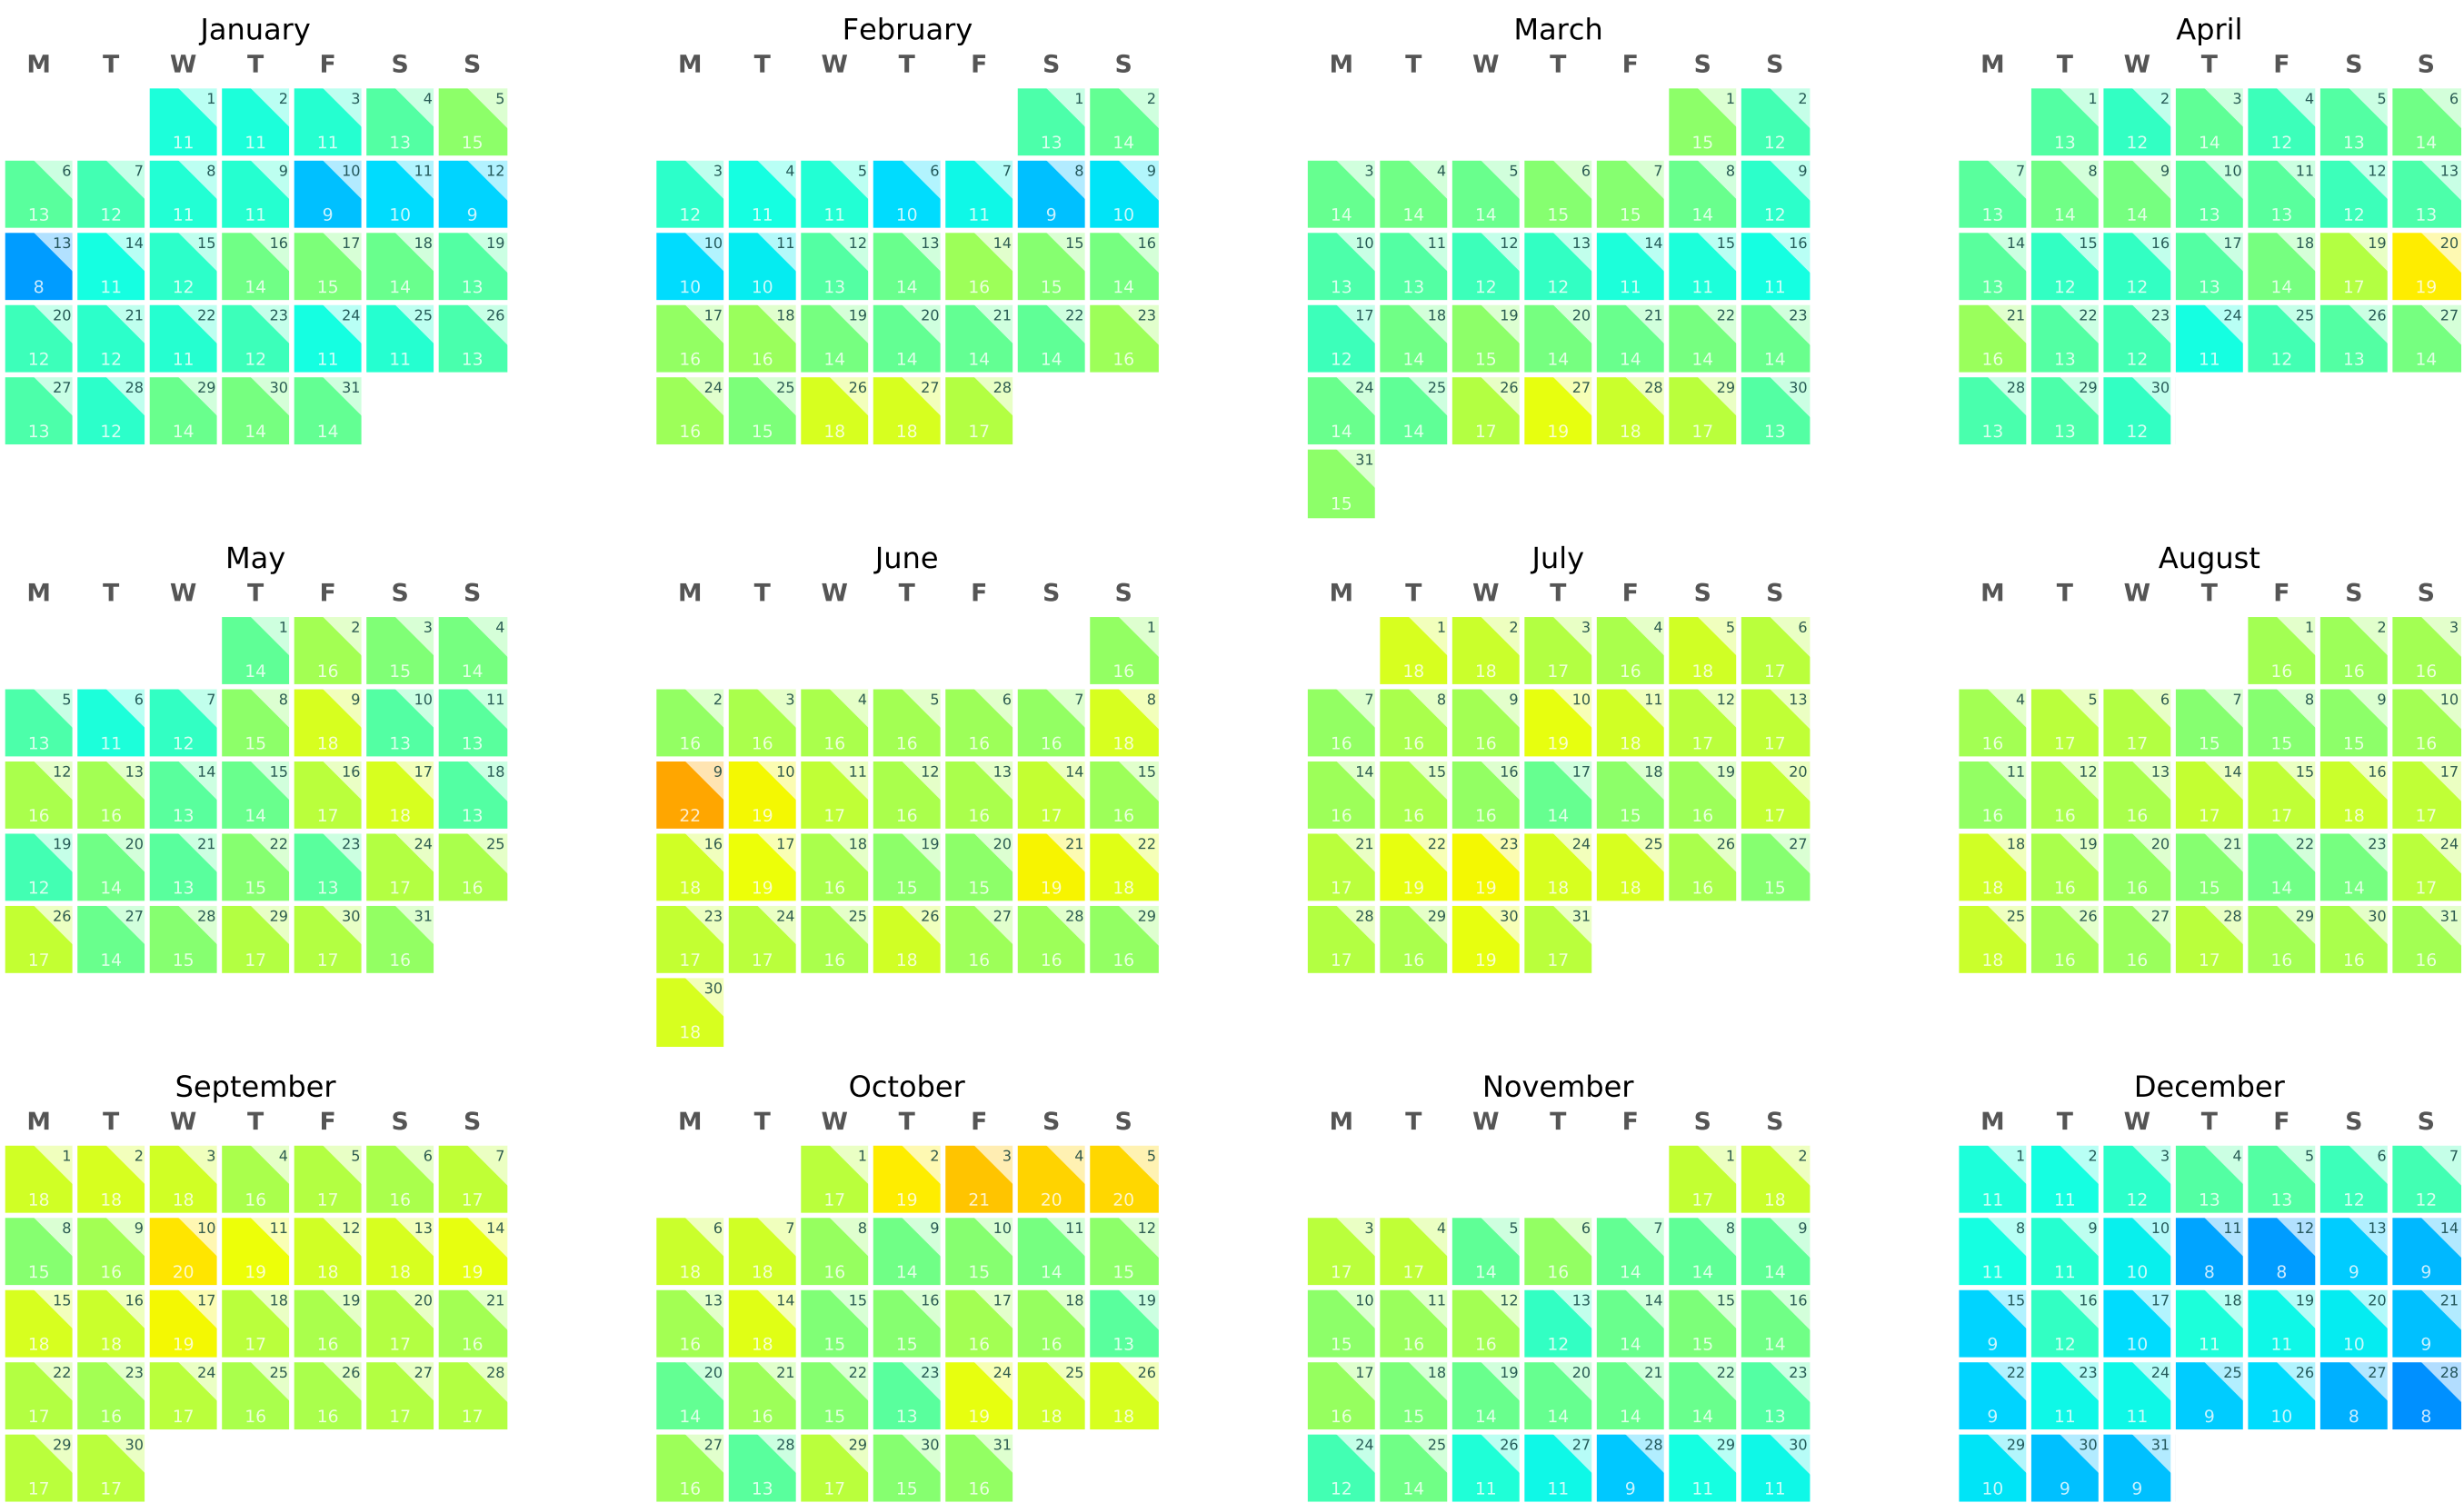 January February March April
M T W T F S S M T W T F S S M T W T F S S M T W T F S S
1 2 3 4 5 1 2 1 2 1 2 3 4 5 6
11 11 11 13 15 13 14 15 12 13 12 14 12 13 14
6 7 8 9 10 11 12 3 4 5 6 7 8 9 3 4 5 6 7 8 9 7 8 9 10 11 12 13
13 12 11 11 9 10 9 12 11 11 10 11 9 10 14 14 14 15 15 14 12 13 14 14 13 13 12 13
13 14 15 16 17 18 19 10 11 12 13 14 15 16 10 11 12 13 14 15 16 14 15 16 17 18 19 20
8 11 12 14 15 14 13 10 10 13 14 16 15 14 13 13 12 12 11 11 11 13 12 12 13 14 17 19
20 21 22 23 24 25 26 17 18 19 20 21 22 23 17 18 19 20 21 22 23 21 22 23 24 25 26 27
12 12 11 12 11 11 13 16 16 14 14 14 14 16 12 14 15 14 14 14 14 16 13 12 11 12 13 14
27 28 29 30 31 24 25 26 27 28 24 25 26 27 28 29 30 28 29 30
13 12 14 14 14 16 15 18 18 17 14 14 17 19 18 17 13 13 13 12
31
15
May June July August
M T W T F S S M T W T F S S M T W T F S S M T W T F S S
1 2 3 4 1 1 2 3 4 5 6 1 2 3
14 16 15 14 16 18 18 17 16 18 17 16 16 16
5 6 7 8 9 10 11 2 3 4 5 6 7 8 7 8 9 10 11 12 13 4 5 6 7 8 9 10
13 11 12 15 18 13 13 16 16 16 16 16 16 18 16 16 16 19 18 17 17 16 17 17 15 15 15 16
12 13 14 15 16 17 18 9 10 11 12 13 14 15 14 15 16 17 18 19 20 11 12 13 14 15 16 17
16 16 13 14 17 18 13 22 19 17 16 16 17 16 16 16 16 14 15 16 17 16 16 16 17 17 18 17
19 20 21 22 23 24 25 16 17 18 19 20 21 22 21 22 23 24 25 26 27 18 19 20 21 22 23 24
12 14 13 15 13 17 16 18 19 16 15 15 19 18 17 19 19 18 18 16 15 18 16 16 15 14 14 17
26 27 28 29 30 31 23 24 25 26 27 28 29 28 29 30 31 25 26 27 28 29 30 31
17 14 15 17 17 16 17 17 16 18 16 16 16 17 16 19 17 18 16 16 17 16 16 16
30
18
September October November December
M T W T F S S M T W T F S S M T W T F S S M T W T F S S
1 2 3 4 5 6 7 1 2 3 4 5 1 2 1 2 3 4 5 6 7
18 18 18 16 17 16 17 17 19 21 20 20 17 18 11 11 12 13 13 12 12
8 9 10 11 12 13 14 6 7 8 9 10 11 12 3 4 5 6 7 8 9 8 9 10 11 12 13 14
15 16 20 19 18 18 19 18 18 16 14 15 14 15 17 17 14 16 14 14 14 11 11 10 8 8 9 9
15 16 17 18 19 20 21 13 14 15 16 17 18 19 10 11 12 13 14 15 16 15 16 17 18 19 20 21
18 18 19 17 16 17 16 16 18 15 15 16 16 13 15 16 16 12 14 15 14 9 12 10 11 11 10 9
22 23 24 25 26 27 28 20 21 22 23 24 25 26 17 18 19 20 21 22 23 22 23 24 25 26 27 28
17 16 17 16 16 17 17 14 16 15 13 19 18 18 16 15 14 14 14 14 13 9 11 11 9 10 8 8
29 30 27 28 29 30 31 24 25 26 27 28 29 30 29 30 31
17 17 16 13 17 15 16 12 14 11 11 9 11 11 10 9 9